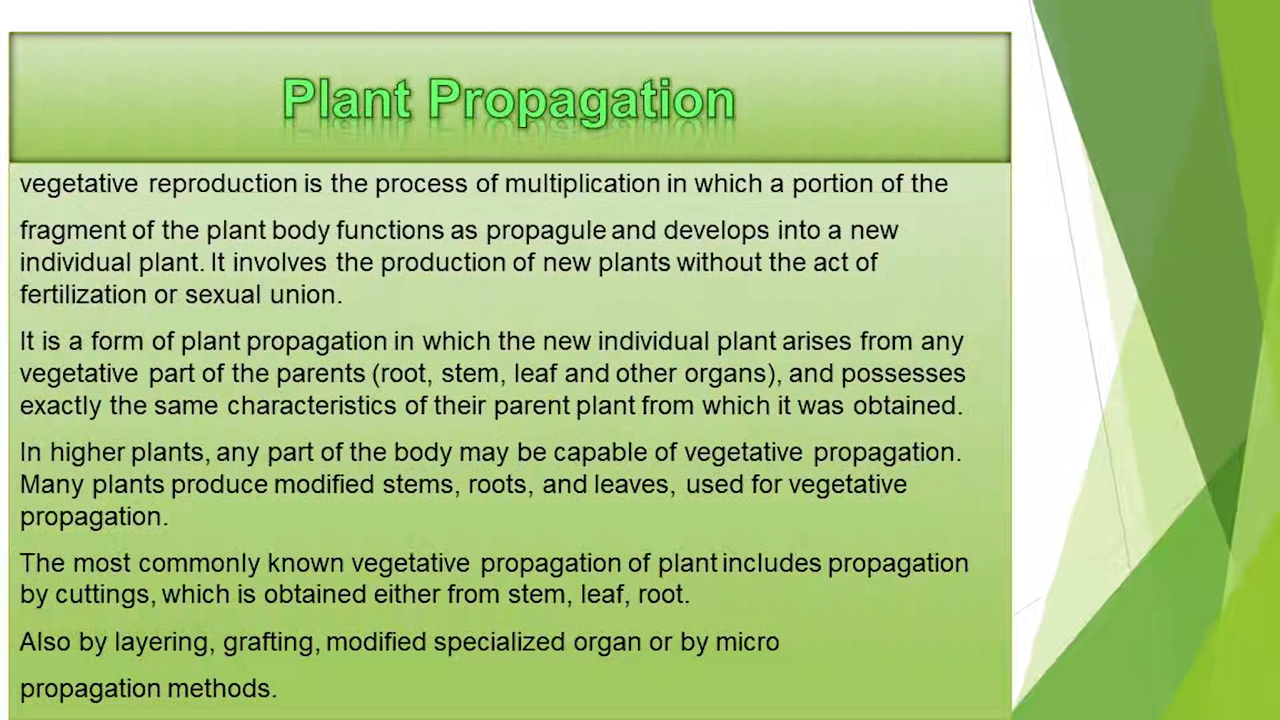 Plant Propagation
vegetative reproduction is the process of multiplication in which a portion of the
fragment of the plant body functions as propagule and develops into a new
individual plant. It involves the production of new plants without the act of
fertilization or sexual union.
It is a form of plant propagation in which the new individual plant arises from any
vegetative part of the parents (root, stem, leaf and other organs), and possesses
exactly the same characteristics of their parent plant from which it was obtained.
In higher plants, any part of the body may be capable of vegetative propagation.
Many plants produce modified stems, roots, and leaves, used for vegetative
propagation.
The most commonly known vegetative propagation of plant includes propagation
by cuttings, which is obtained either from stem, leaf, root.
Also by layering, grafting, modified specialized organ or by micro
propagation methods.